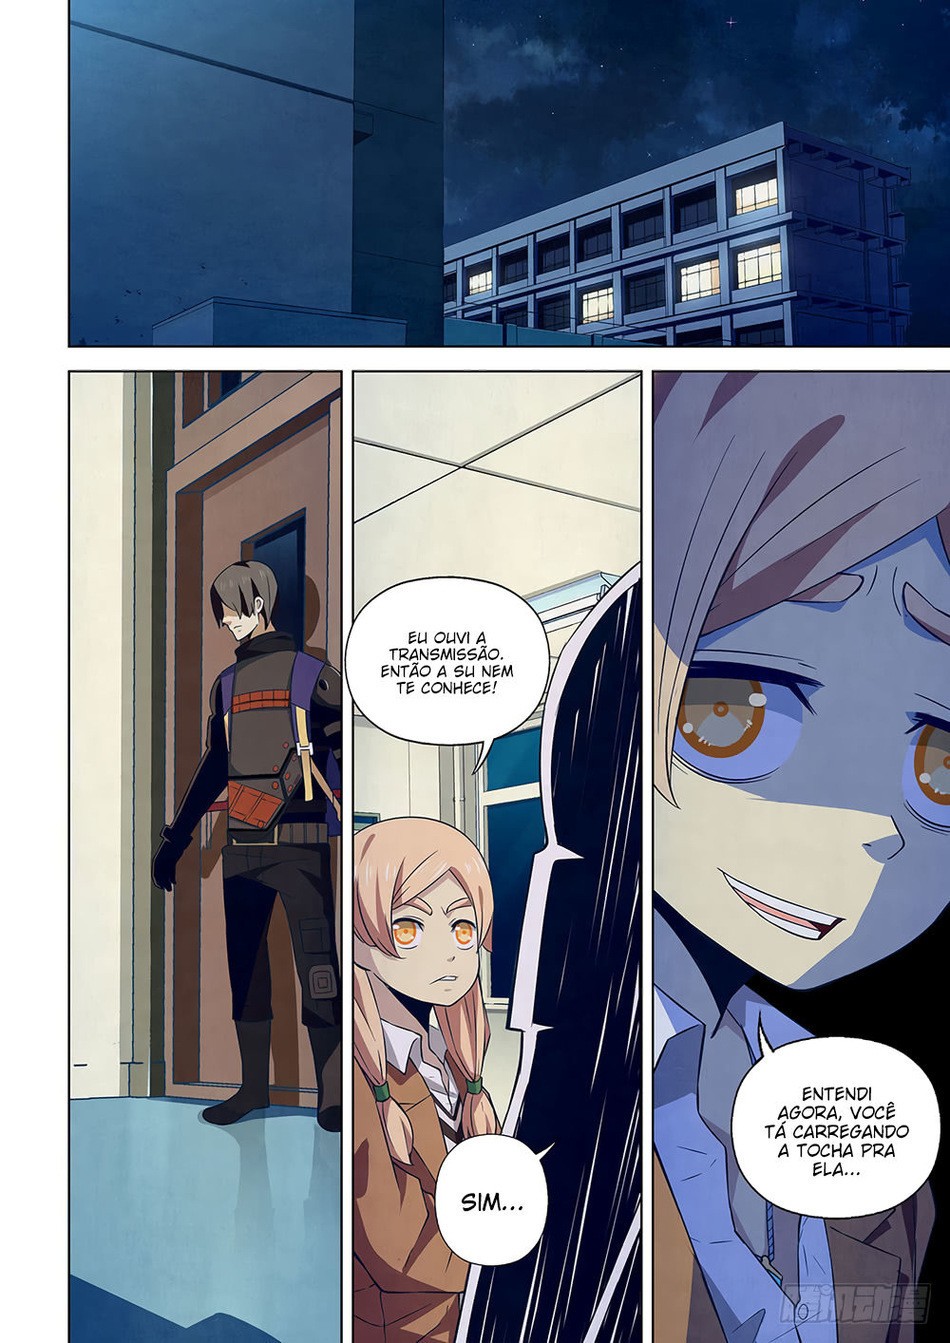 EU OUVI A
TRANSMISSÃO.
ENTÃO A SU NEM
TE CONHECE!
SIM...
ENTENDI
AGORA, VOCÊ
TÁ CARREGANDO
A TOCHA PRA
ELA...